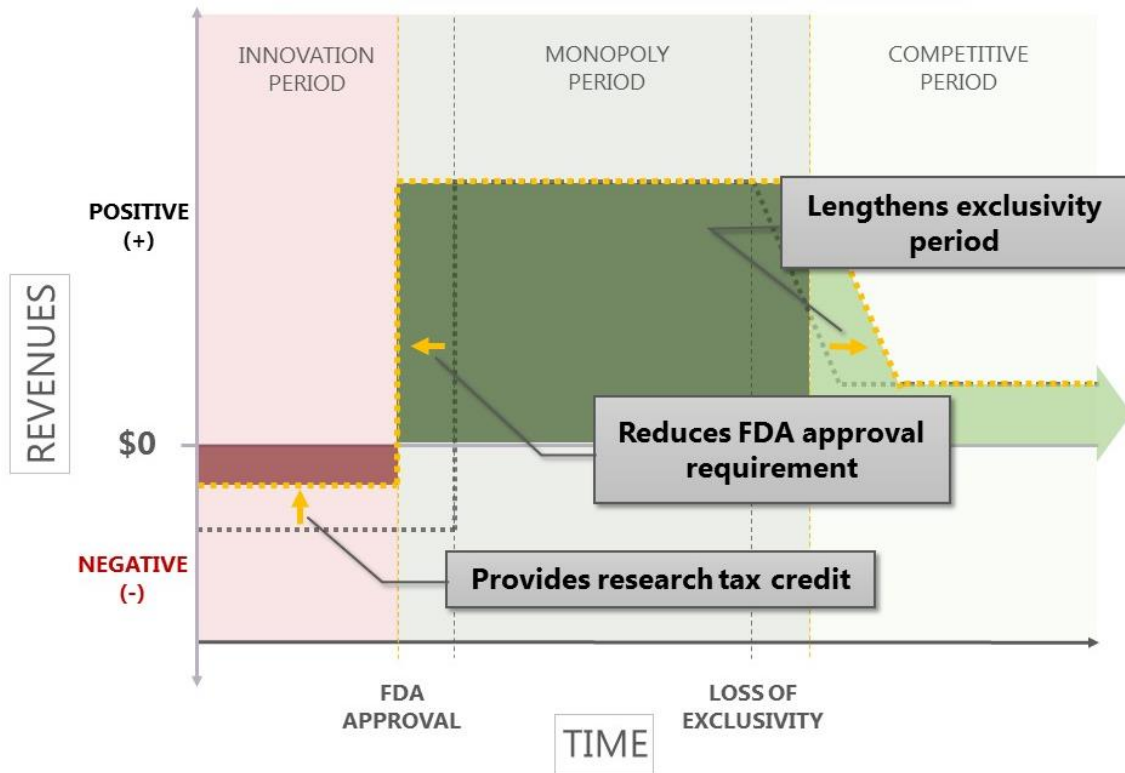 INNOVATION
PERIOD
MONOPOLY
PERIOD
COMPETITIVE
PERIOD
POSITIVE
(+)
Lengthens exclusivity
period
REVENUES
$0
Reduces FDA approval
requirement
NEGATIVE
(-)
Provides research tax credit
FDA
APPROVAL
LOSS OF
EXCLUSIVITY
TIME